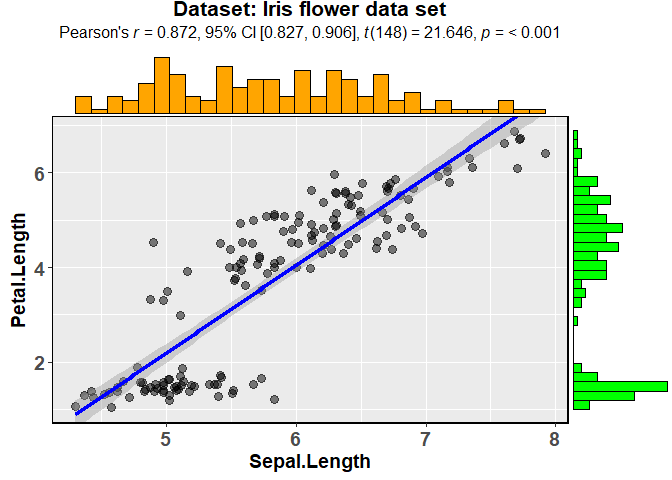 Dataset: Iris flower data set
Pearson's r = 0.872, 95% CI [0.827, 0.906], t(148) = 21.646, p = < 0.001
6
4
2
Petal.Length
5 6 7 8
Sepal.Length